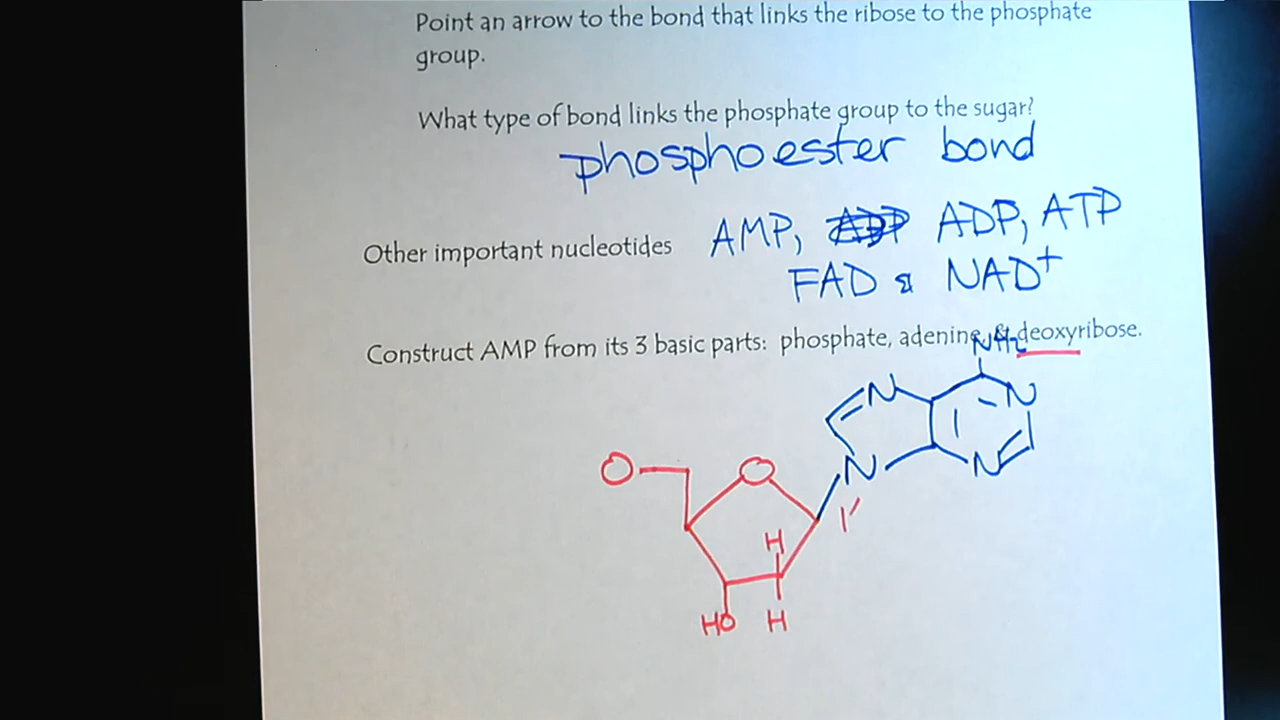 Point an arrow to the bond that links the ribose to the phosphate
group.
What type of bond links the phosphate group to the sugar?
phosphoester bond
Other important nucleotides AMP, ADP, ATP
FAD & NAD+
Construct AMP from its 3 basic parts: phosphate, adenine & deoxyribose.
NH2
N N
O O N N
1'
H
HO H